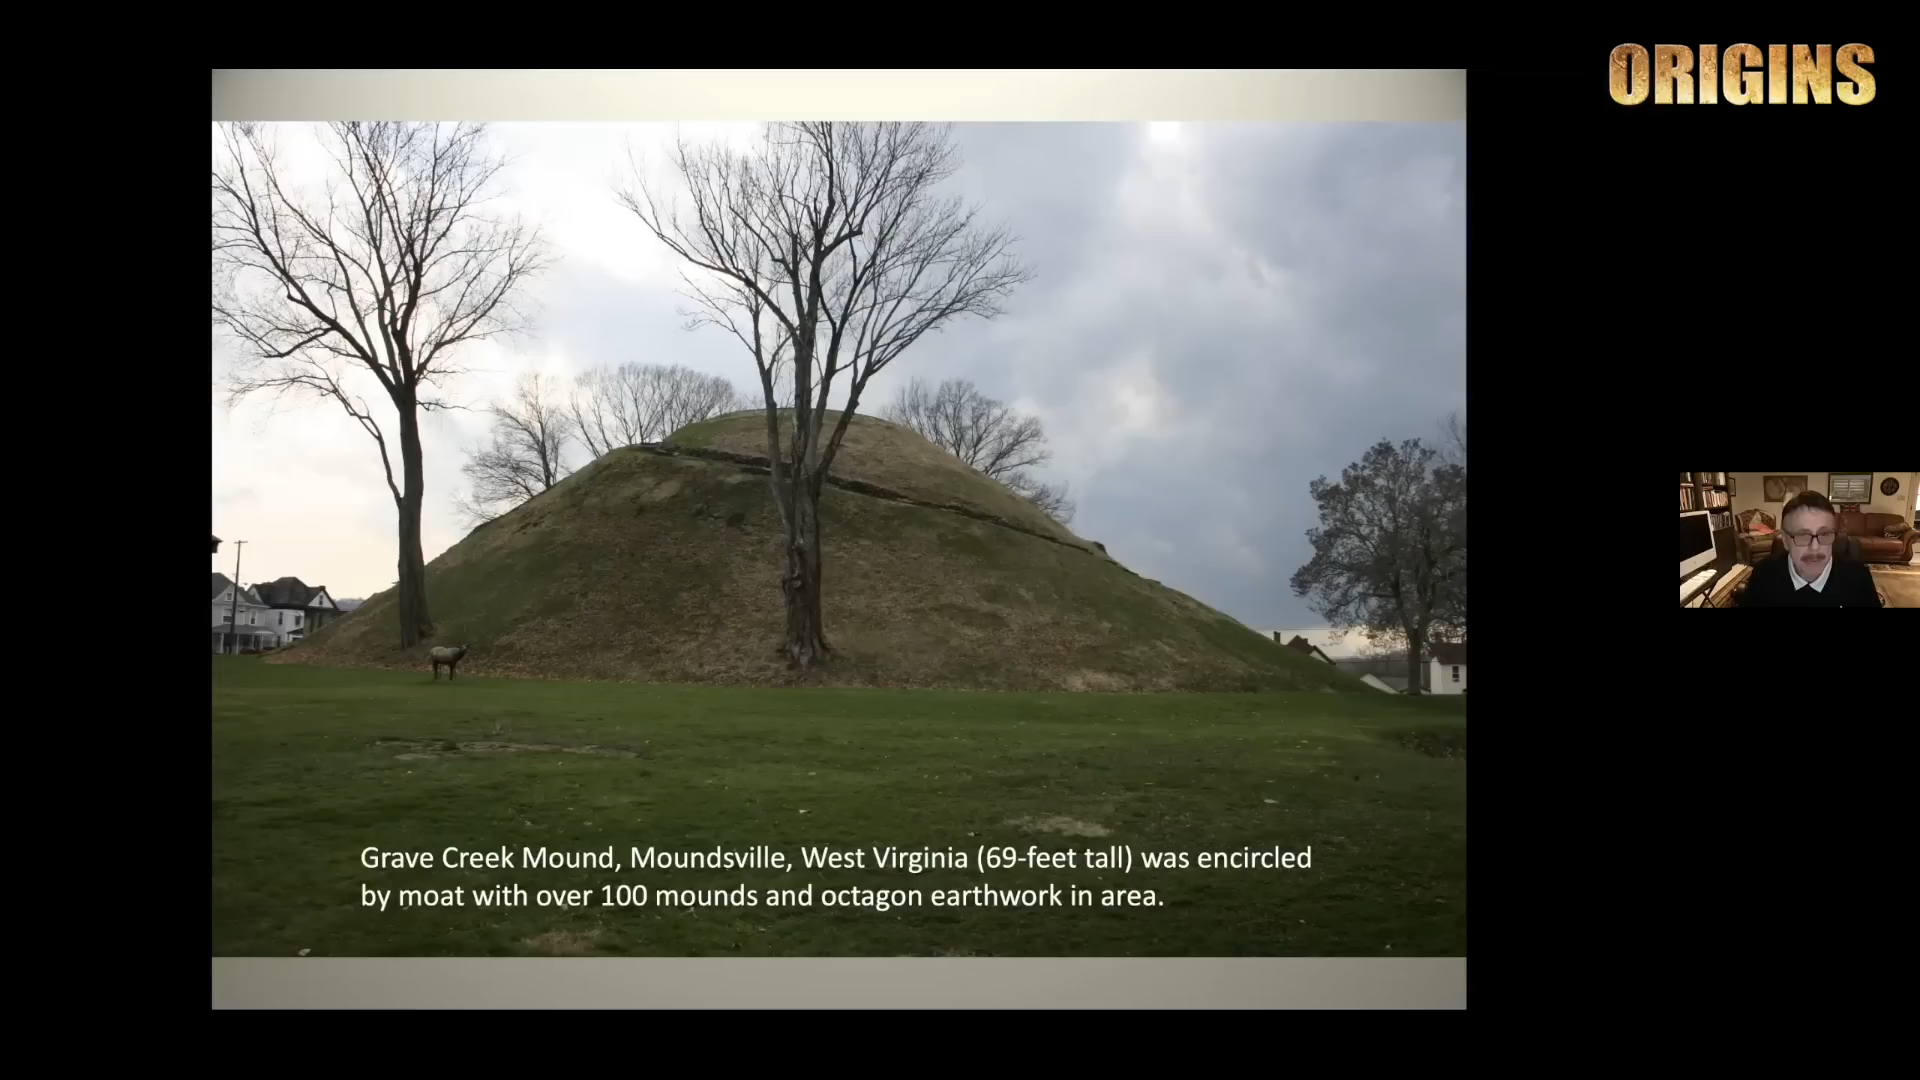 ORIGINS
Grave Creek Mound, Moundsville, West Virginia (69-feet tall) was encircled
by moat with over 100 mounds and octagon earthwork in area.